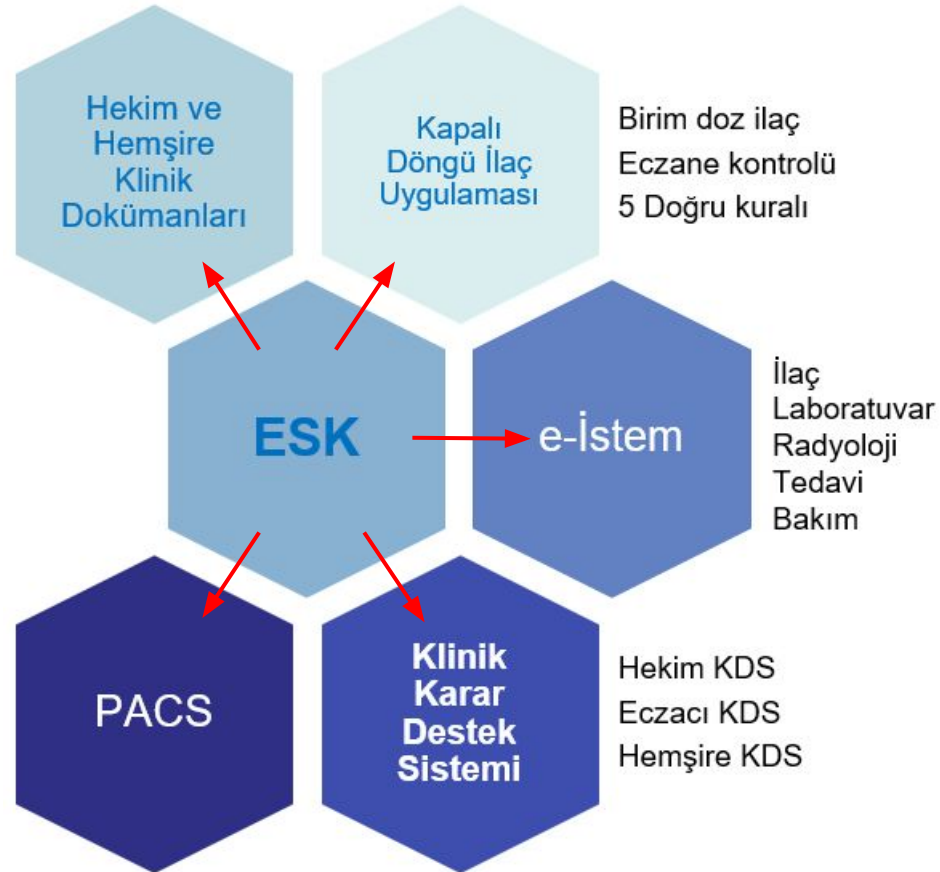 Hekim ve
Hemşire
Klinik
Dokümanları
Kapalı
Döngü İlaç
Uygulaması
Birim doz ilaç
Eczane kontrolü
5 Doğru kuralı
ESK
e-İstem
İlaç
Laboratuvar
Radyoloji
Tedavi
Bakım
PACS
Klinik
Karar
Destek
Sistemi
Hekim KDS
Eczacı KDS
Hemşire KDS